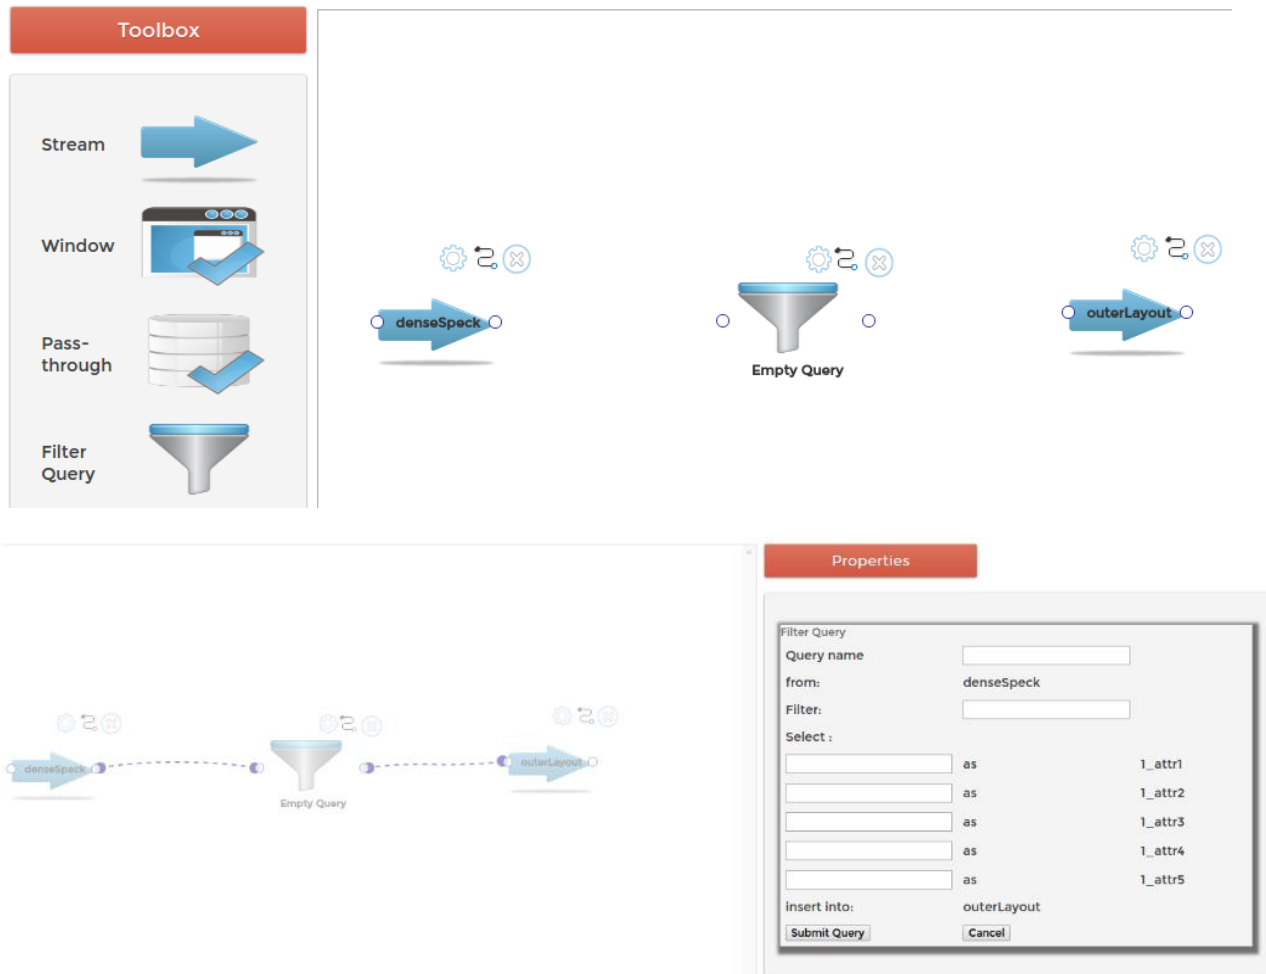 Toolbox
Stream
Window
Pass-
through
Filter
Query
denseSpeck
Empty Query
outerLayout
denseSpeck
Empty Query
outerLayout
Properties
Filter Query
Query name
from: denseSpeck
Filter:
Select :
as 1_attr1
as 1_attr2
as 1_attr3
as 1_attr4
as 1_attr5
insert into: outerLayout
Submit Query Cancel